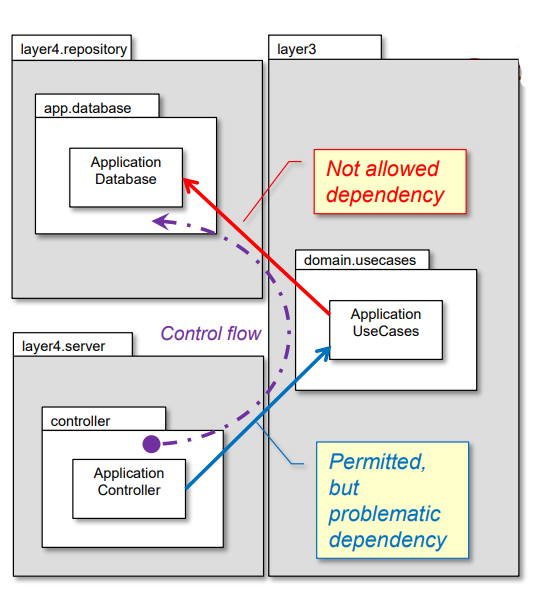 layer4.repository
app.database
Application
Database
layer3
Not allowed
dependency
domain.usecases
Application
UseCases
Control flow
layer4.server
controller
Application
Controller
Permitted,
but
problematic
dependency